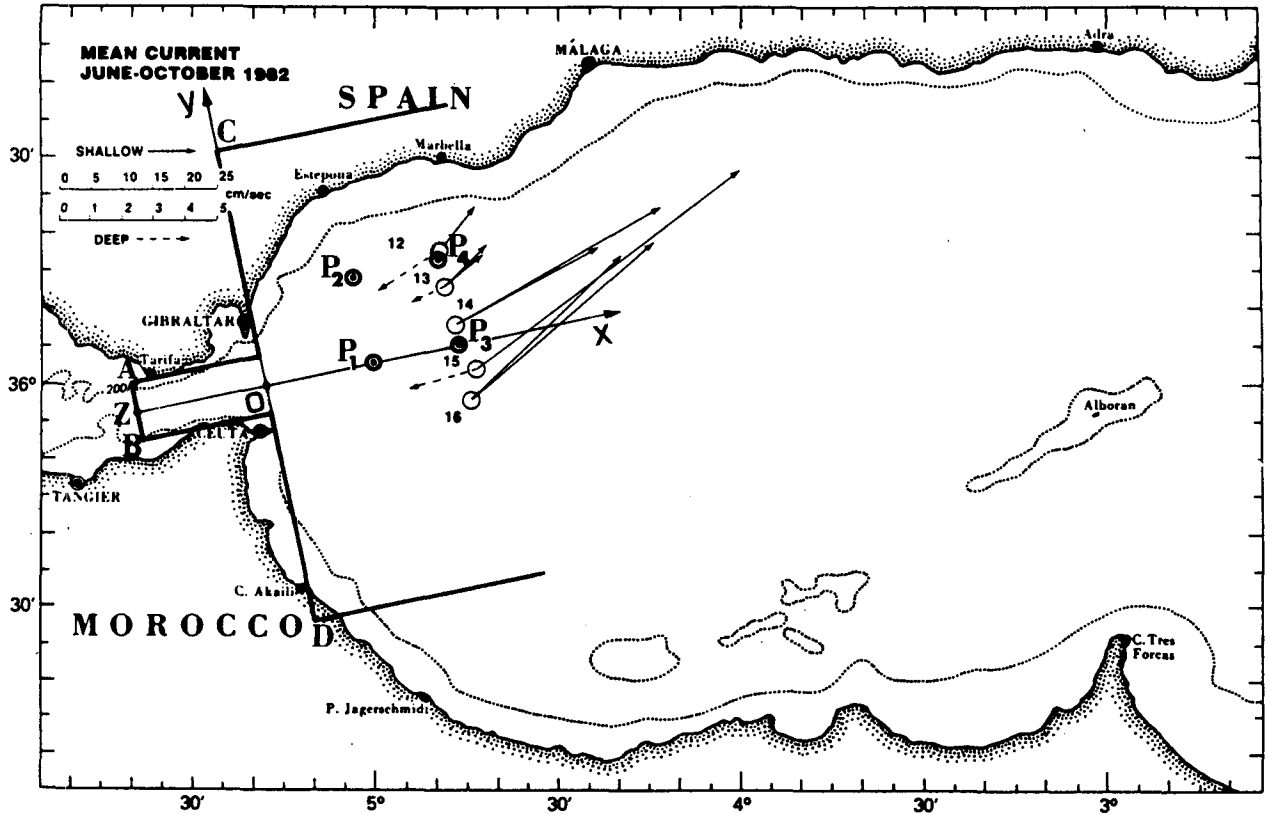 MEAN CURRENT
JUNE-OCTOBER 1982
MÁLAGA
Adra
y
SPAIN
C
30'
SHALLOW
Marbella
0 5 10 15 20 25
Estepona
cm/sec
0 1 2 3 4 5
DEEP
12
P4
P2
13
14
GIBRALTAR
X
P3
P1
15
Tarifa
A
36°
200
Z
O
16
Alboran
B
CEUTA
TANGIER
C. Akaili
30'
MOROCCO
D
C. Tres
Forcas
P. Jagerschmidt
30'
5°
30'
4°
30'
3°